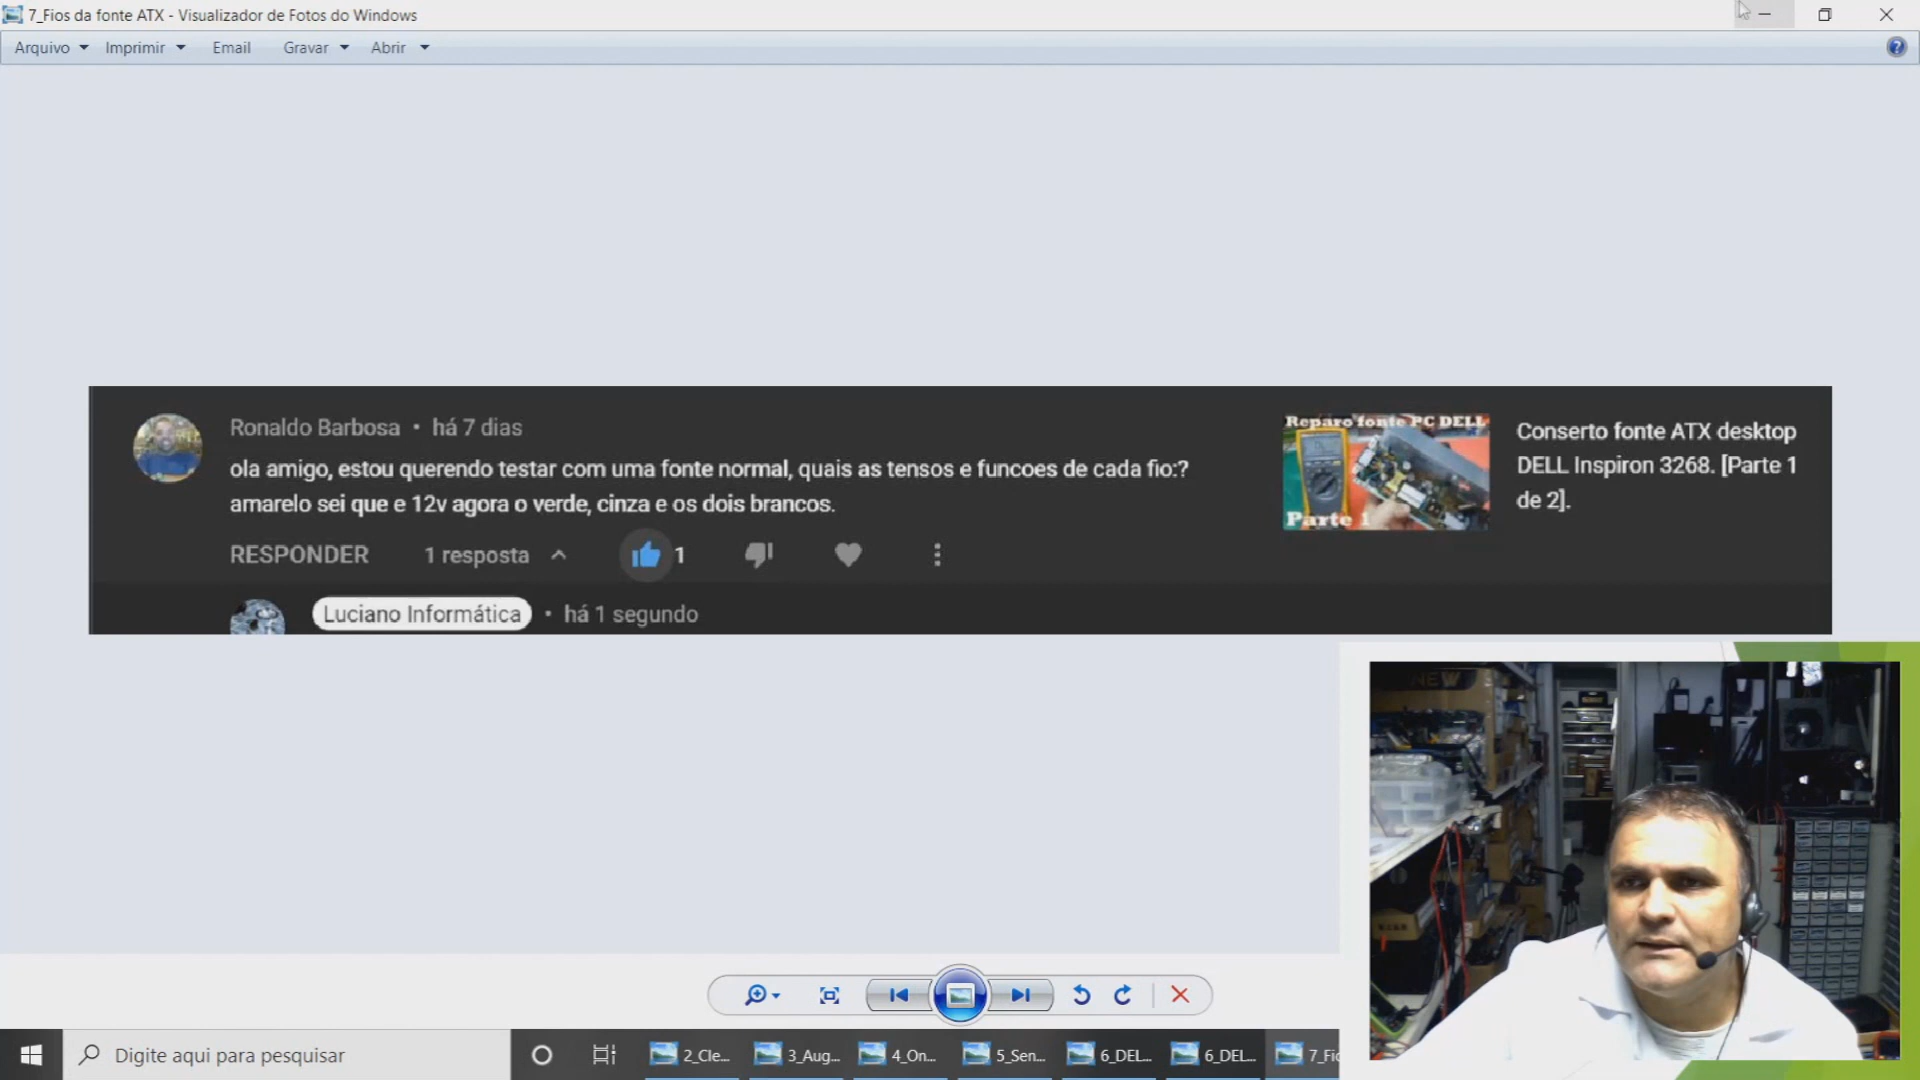 7_Fios da fonte ATX - Visualizador de Fotos do Windows
Arquivo Imprimir Email Gravar Abrir
Ronaldo Barbosa • há 7 dias
ola amigo, estou querendo testar com uma fonte normal, quais as tensos e funcoes de cada fio:?
amarelo sei que e 12v agora o verde, cinza e os dois brancos.
RESPONDER 1 resposta 1
Luciano Informática • há 1 segundo
Reparo fonte PC DELL
Parte 1
Conserto fonte ATX desktop
DELL Inspiron 3268. [Parte 1
de 2].
NEW
Digite aqui para pesquisar
2_Cle... 3_Aug... 4_On... 5_Sen... 6_DEL... 6_DEL... 7_Fi